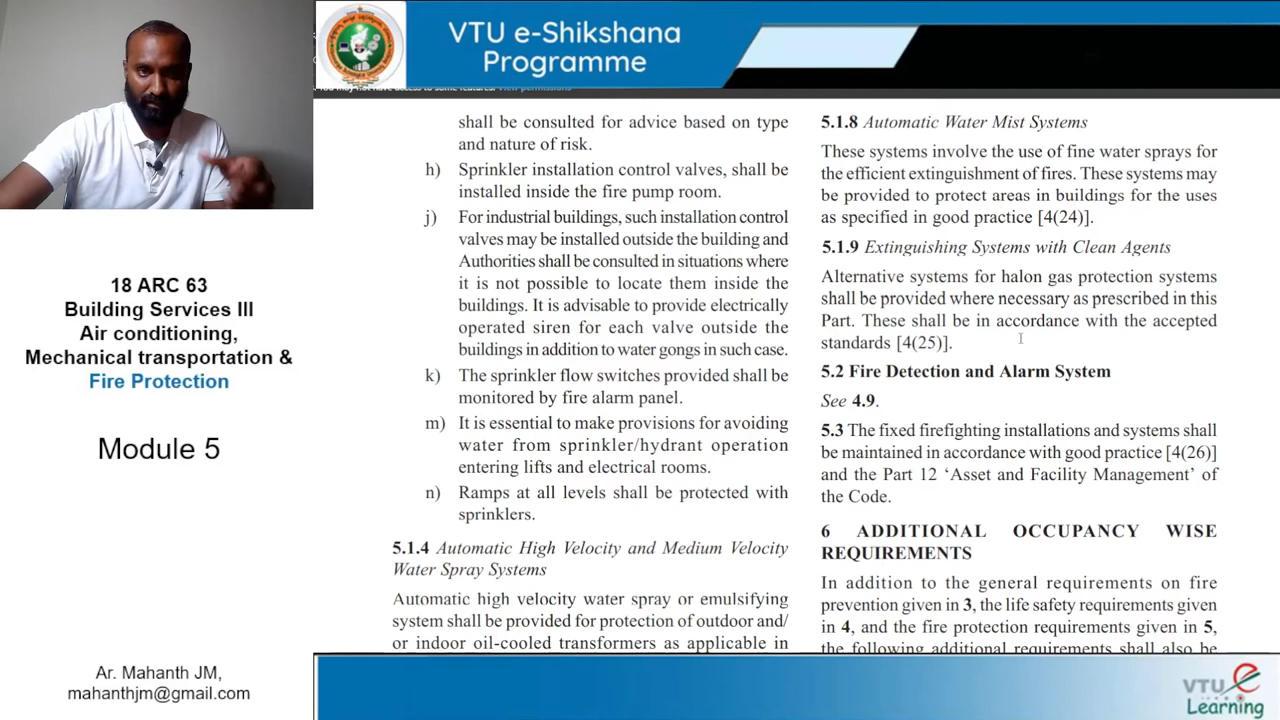 VTU e-Shikshana
Programme
18 ARC 63
Building Services III
Air conditioning,
Mechanical transportation &
Fire Protection
Module 5
Ar. Mahanth JM,
mahanthjm@gmail.com
You may not have access to some features. View permissions
shall be consulted for advice based on type
and nature of risk.
h) Sprinkler installation control valves, shall be
installed inside the fire pump room.
j) For industrial buildings, such installation control
valves may be installed outside the building and
Authorities shall be consulted in situations where
it is not possible to locate them inside the
buildings. It is advisable to provide electrically
operated siren for each valve outside the
buildings in addition to water gongs in such case.
k) The sprinkler flow switches provided shall be
monitored by fire alarm panel.
m) It is essential to make provisions for avoiding
water from sprinkler/hydrant operation
entering lifts and electrical rooms.
n) Ramps at all levels shall be protected with
sprinklers.
5.1.4 Automatic High Velocity and Medium Velocity
Water Spray Systems
Automatic high velocity water spray or emulsifying
system shall be provided for protection of outdoor and/
or indoor oil-cooled transformers as applicable in
5.1.8 Automatic Water Mist Systems
These systems involve the use of fine water sprays for
the efficient extinguishment of fires. These systems may
be provided to protect areas in buildings for the uses
as specified in good practice [4(24)].
5.1.9 Extinguishing Systems with Clean Agents
Alternative systems for halon gas protection systems
shall be provided where necessary as prescribed in this
Part. These shall be in accordance with the accepted
standards [4(25)].
5.2 Fire Detection and Alarm System
See 4.9.
5.3 The fixed firefighting installations and systems shall
be maintained in accordance with good practice [4(26)]
and the Part 12 ‘Asset and Facility Management’ of
the Code.
6 ADDITIONAL OCCUPANCY WISE
REQUIREMENTS
In addition to the general requirements on fire
prevention given in 3, the life safety requirements given
in 4, and the fire protection requirements given in 5,
the following additional requirements shall also be
VTU
Learning